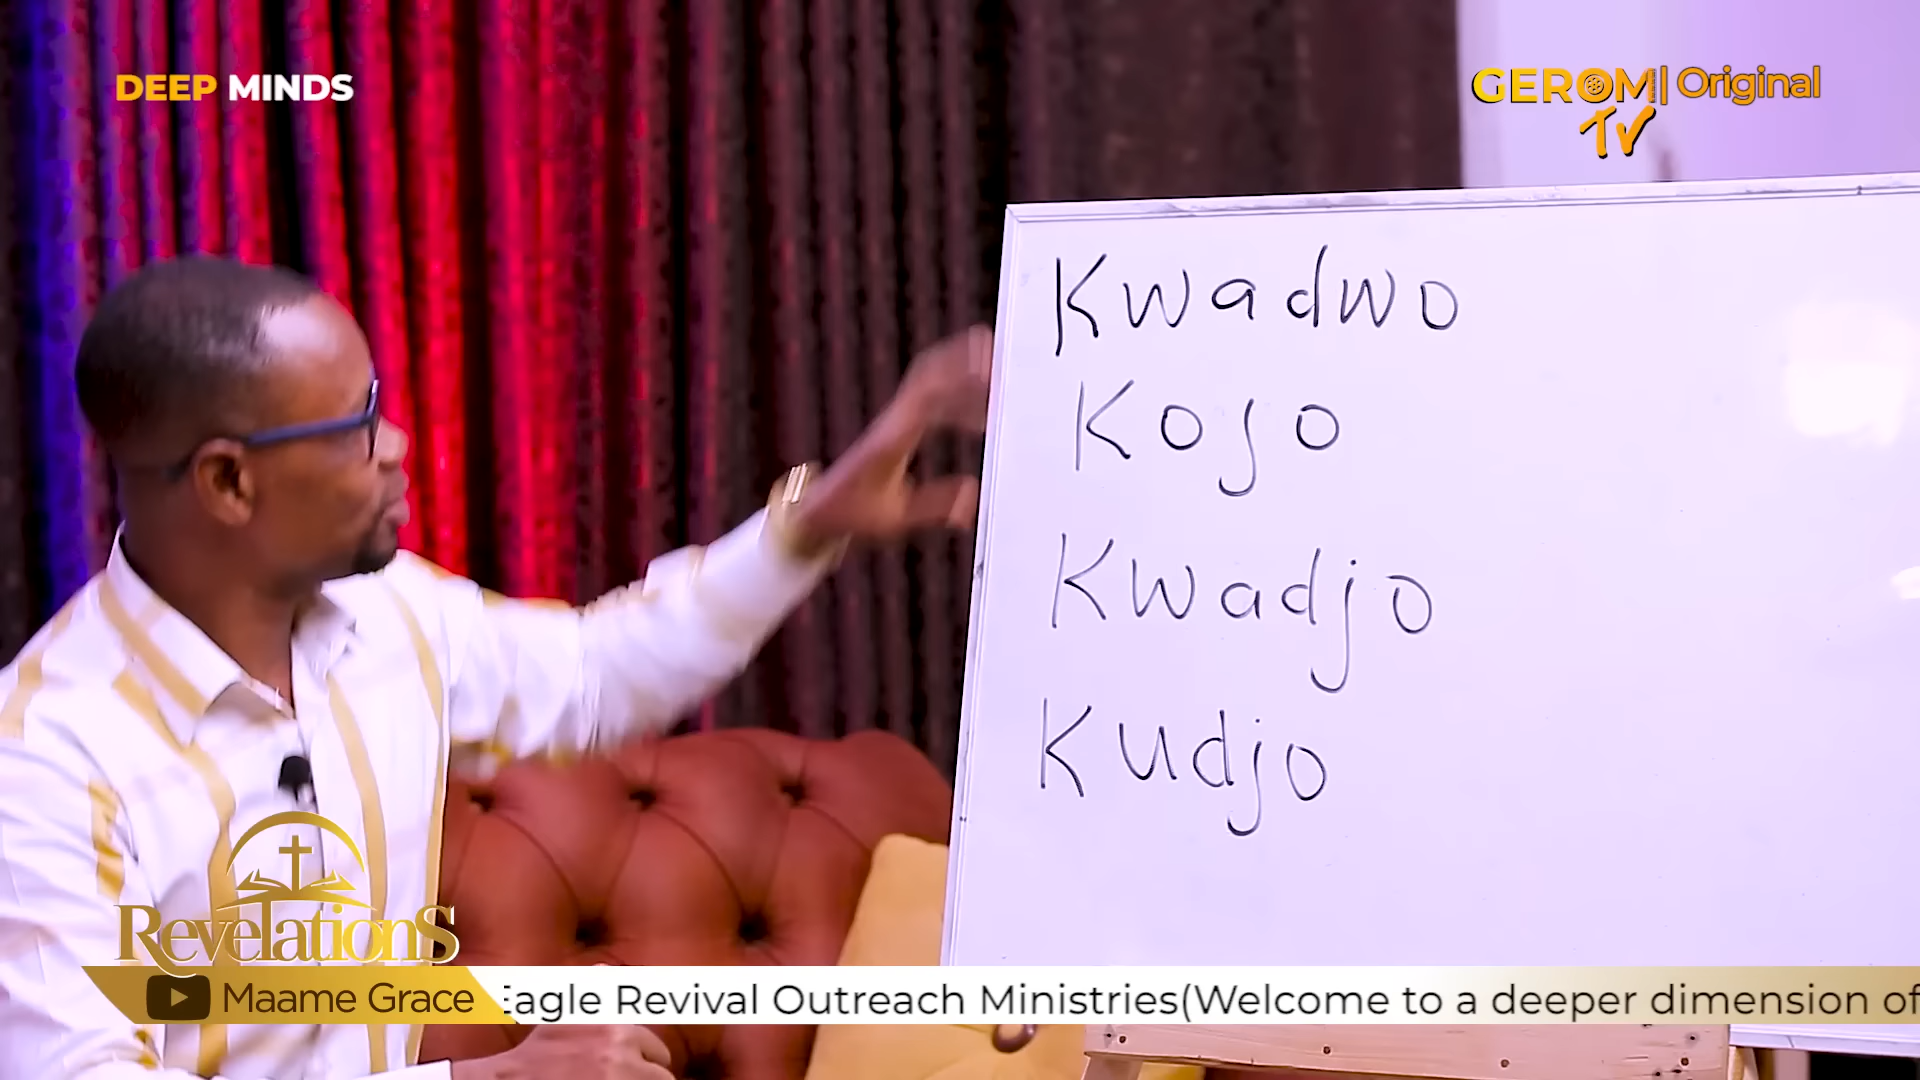 DEEP MINDS
GEROM TV | Original
Kwadwo
Kojo
Kwadjo
Kudjo
Revelations
Maame Grace
Eagle Revival Outreach Ministries(Welcome to a deeper dimension of